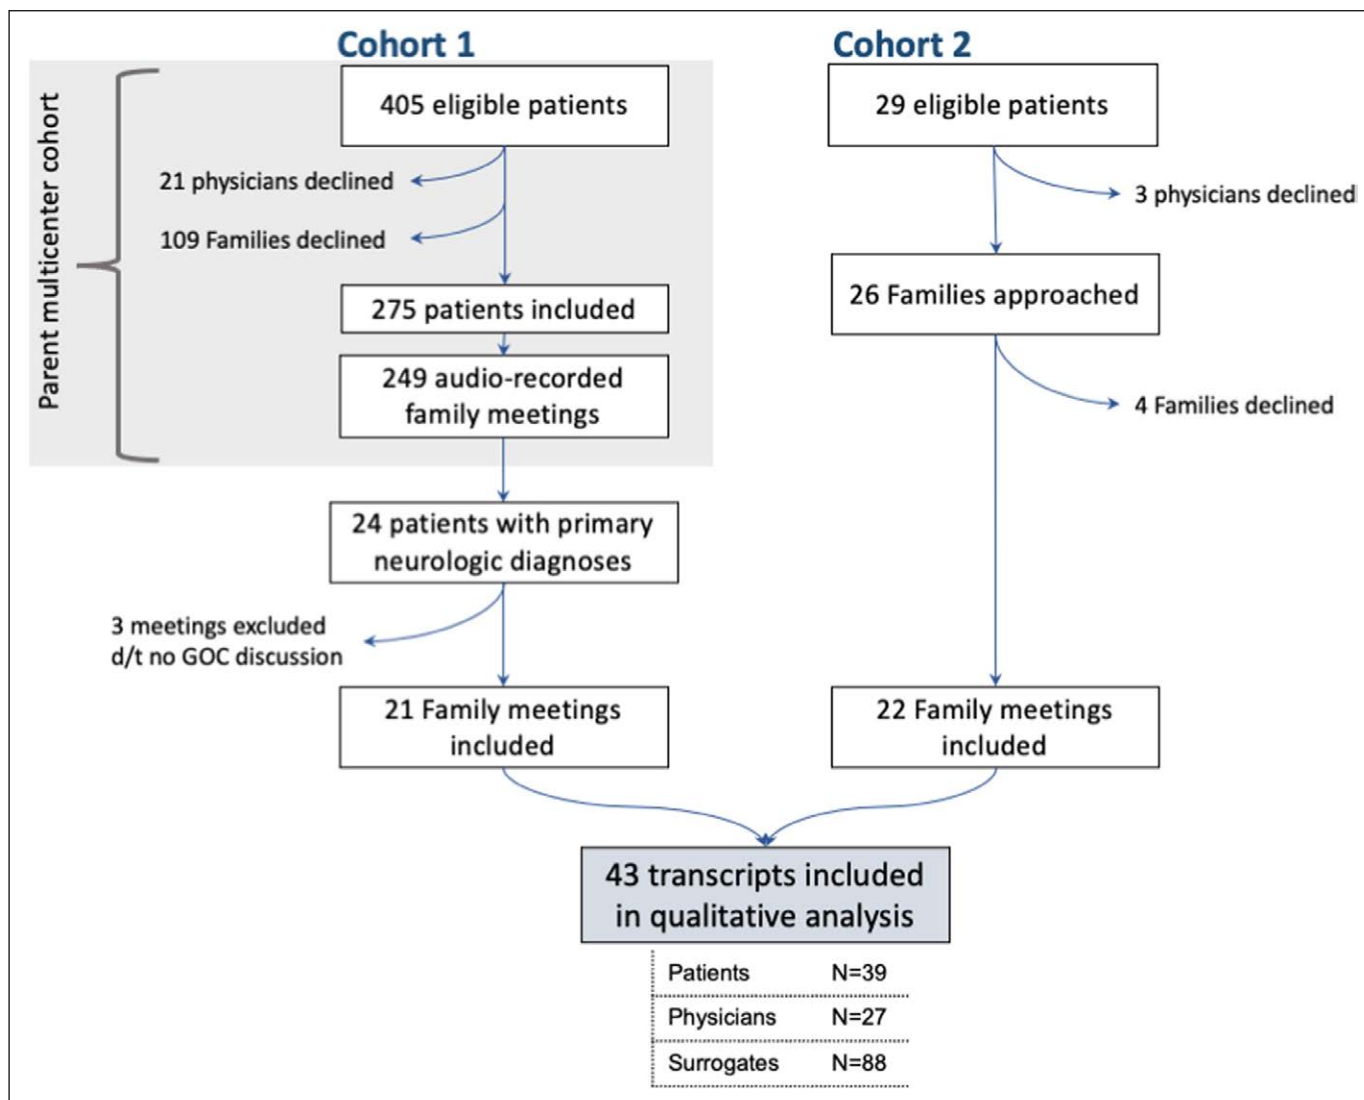 Cohort 1
Parent multicenter cohort
405 eligible patients
21 physicians declined
109 Families declined
275 patients included
249 audio-recorded
family meetings
24 patients with primary
neurologic diagnoses
3 meetings excluded
d/t no GOC discussion
21 Family meetings
included
Cohort 2
29 eligible patients
3 physicians declined
26 Families approached
4 Families declined
22 Family meetings
included
43 transcripts included
in qualitative analysis
Patients N=39
Physicians N=27
Surrogates N=88